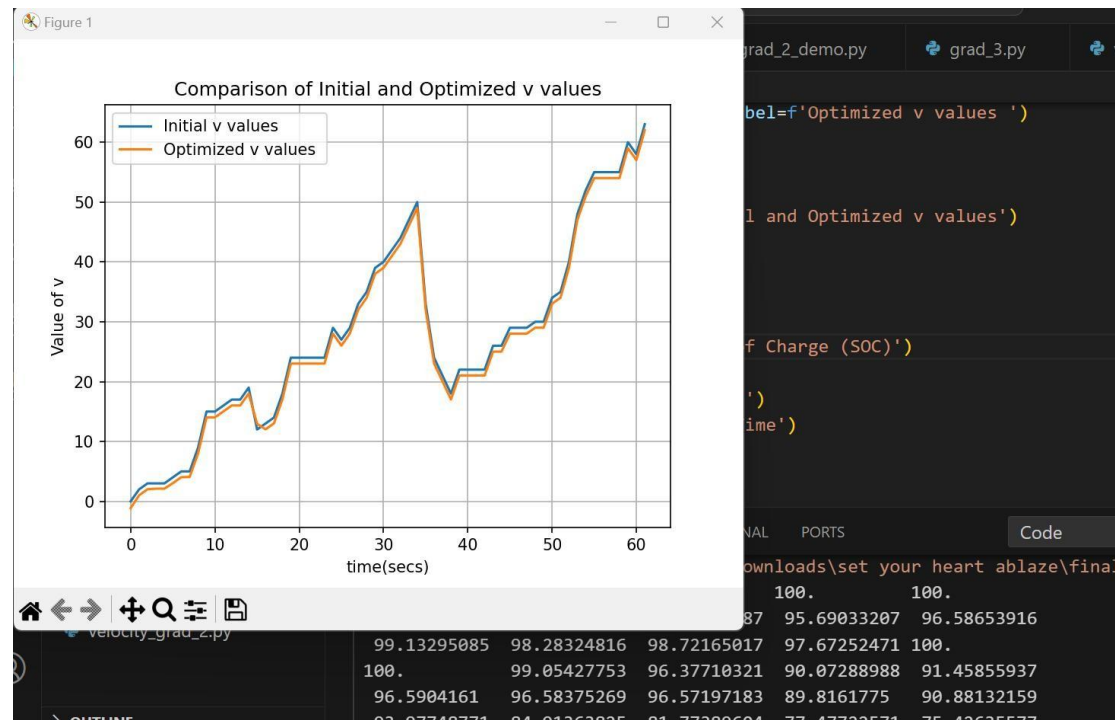 Figure 1
Comparison of Initial and Optimized v values
Initial v values
Optimized v values
Value of v
60
50
40
30
20
10
0
0 10 20 30 40 50 60
time(secs)
grad_2_demo.py grad_3.py
bel=f'Optimized v values ')
l and Optimized v values')
f Charge (SOC)')
')
ime')
NAL PORTS Code
ownloads\set your heart ablaze\final
100. 100.
87 95.69033207 96.58653916
velocity_grad_2.py
99.13295085 98.28324816 98.72165017 97.67252471 100.
100. 99.05427753 96.37710321 90.07288988 91.45855937
96.5904161 96.58375269 96.57197183 89.8161775 90.88132159
OUTLINE